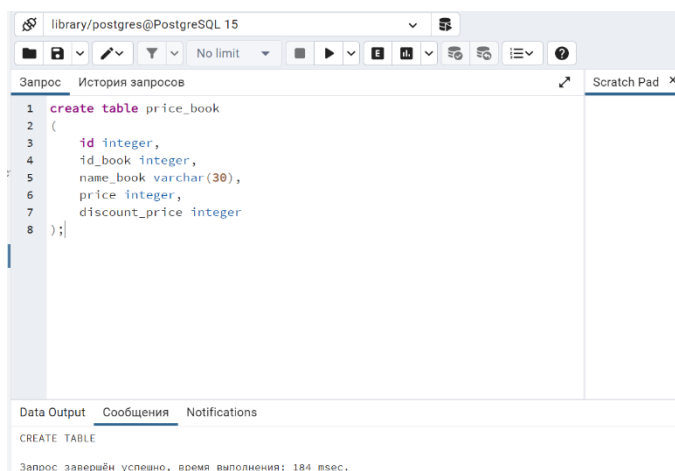 library/postgres@PostgreSQL 15
No limit
E
Запрос История запросов
Scratch Pad
1 create table price_book
2 (
3 id integer,
4 id_book integer,
5 name_book varchar(30),
6 price integer,
7 discount_price integer
8 );
Data Output Сообщения Notifications
CREATE TABLE
Запрос завершён успешно, время выполнения: 184 msec.